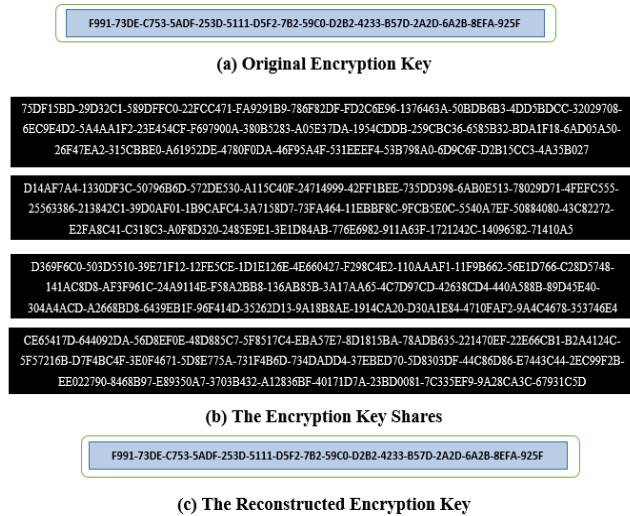 F991-73DE-C753-5ADF-253D-5111-D5F2-7B2-59C0-D2B2-4233-B57D-2A2D-6A2B-8EFA-925F
(a) Original Encryption Key
75DF15BD-29D32C1-589DFFC0-22FCC471-FA9291B9-786F82DF-FD2C6E96-1376463A-50BDB6B3-4DD5BDCC-32029708-
6EC9E4D2-5A4AA1F2-23E454CF-F697900A-380B5283-A05E37DA-1954CDDB-259CBC36-6585B32-BDA1F18-6AD05A50-
26F47EA2-315CBBE0-A61952DE-4780F0DA-46F95A4F-531EEEF4-53B798A0-6D9C6F-D2B15CC3-4A35B027
D14AF7A4-1330DF3C-50796B6D-572DE530-A115C40F-24714999-42FF1BEE-735DD398-6AB0E513-78029D71-4FEFC555-
25563386-213842C1-39D0AF01-1B9CAFC4-3A7158D7-73FA464-11EBBF8C-9FCB5E0C-5540A7EF-50884080-43C82272-
E2FA8C41-C318C3-A0F8D320-2485E9E1-3E1D84AB-776E6982-911A63F-1721242C-14096582-71410A5
D369F6C0-503D5510-39E71F12-12FE5CE-1D1E126E-4E660427-F298C4E2-110AAAF1-11F9B662-56E1D766-C28D5748-
141AC8D8-AF3F961C-24A9114E-F58A2BB8-136AB85B-3A17AA65-4C7D97CD-42638CD4-440A588B-89D45E40-
304A4ACD-A2668BD8-6439EB1F-96F414D-35262D13-9A18B8AE-1914CA20-D30A1E84-4710FAF2-9A4C4678-353746E4
CE65417D-644092DA-56D8EF0E-48D885C7-5F8517C4-EBA57E7-8D1815BA-78ADB635-221470EF-22E66CB1-B2A4124C-
5F57216B-D7F4BC4F-3E0F4671-5D8E775A-731F4B6D-734DADD4-37EBED70-5D8303DF-44C86D86-E7443C44-2EC99F2B-
EE022790-8468B97-E89350A7-3703B432-A12836BF-40171D7A-23BD0081-7C335EF9-9A28CA3C-67931C5D
(b) The Encryption Key Shares
F991-73DE-C753-5ADF-253D-5111-D5F2-7B2-59C0-D2B2-4233-B57D-2A2D-6A2B-8EFA-925F
(c) The Reconstructed Encryption Key